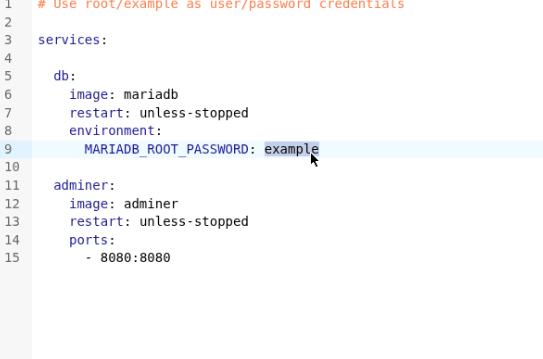 1 # Use root/example as user/password credentials
2
3 services:
4
5   db:
6     image: mariadb
7     restart: unless-stopped
8     environment:
9       MARIADB_ROOT_PASSWORD: example
10
11   adminer:
12     image: adminer
13     restart: unless-stopped
14     ports:
15       - 8080:8080